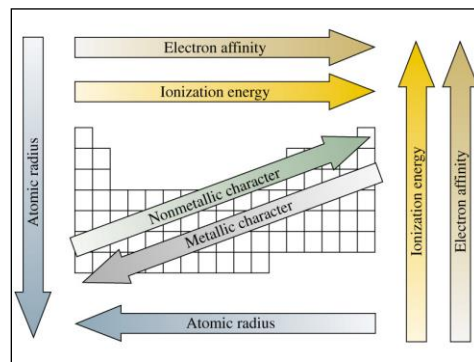 Electron affinity
Ionization energy
Atomic radius
Nonmetallic character
Metallic character
Ionization energy
Electron affinity
Atomic radius